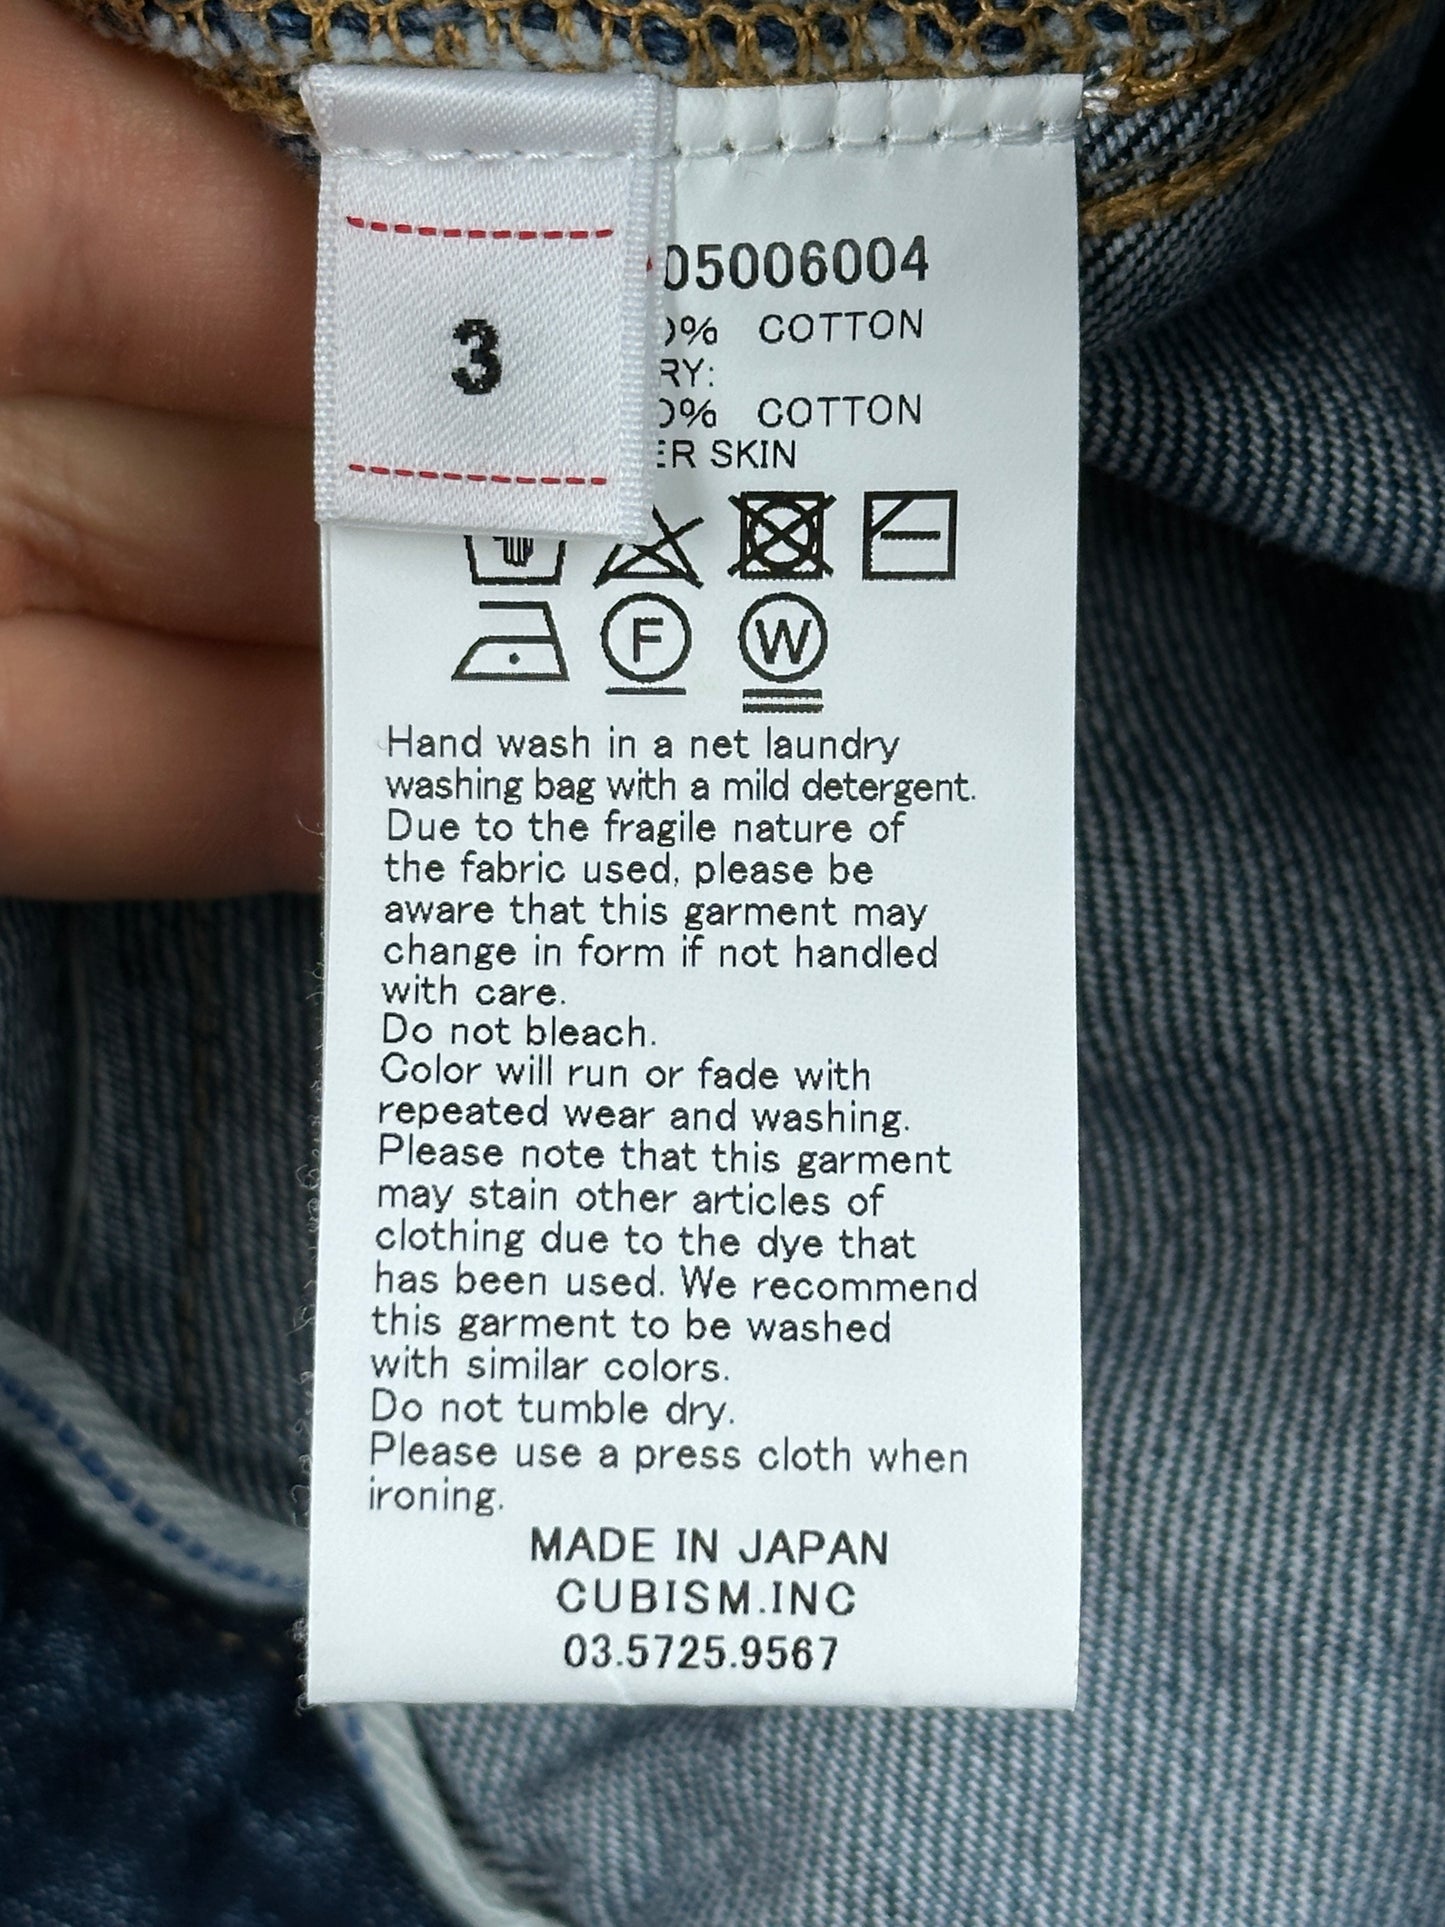 3
05006004
0% COTTON
RY:
0% COTTON
ER SKIN
F
W
Hand wash in a net laundry
washing bag with a mild detergent.
Due to the fragile nature of
the fabric used, please be
aware that this garment may
change in form if not handled
with care.
Do not bleach.
Color will run or fade with
repeated wear and washing.
Please note that this garment
may stain other articles of
clothing due to the dye that
has been used. We recommend
this garment to be washed
with similar colors.
Do not tumble dry.
Please use a press cloth when
ironing.
MADE IN JAPAN
CUBISM.INC
03.5725.9567